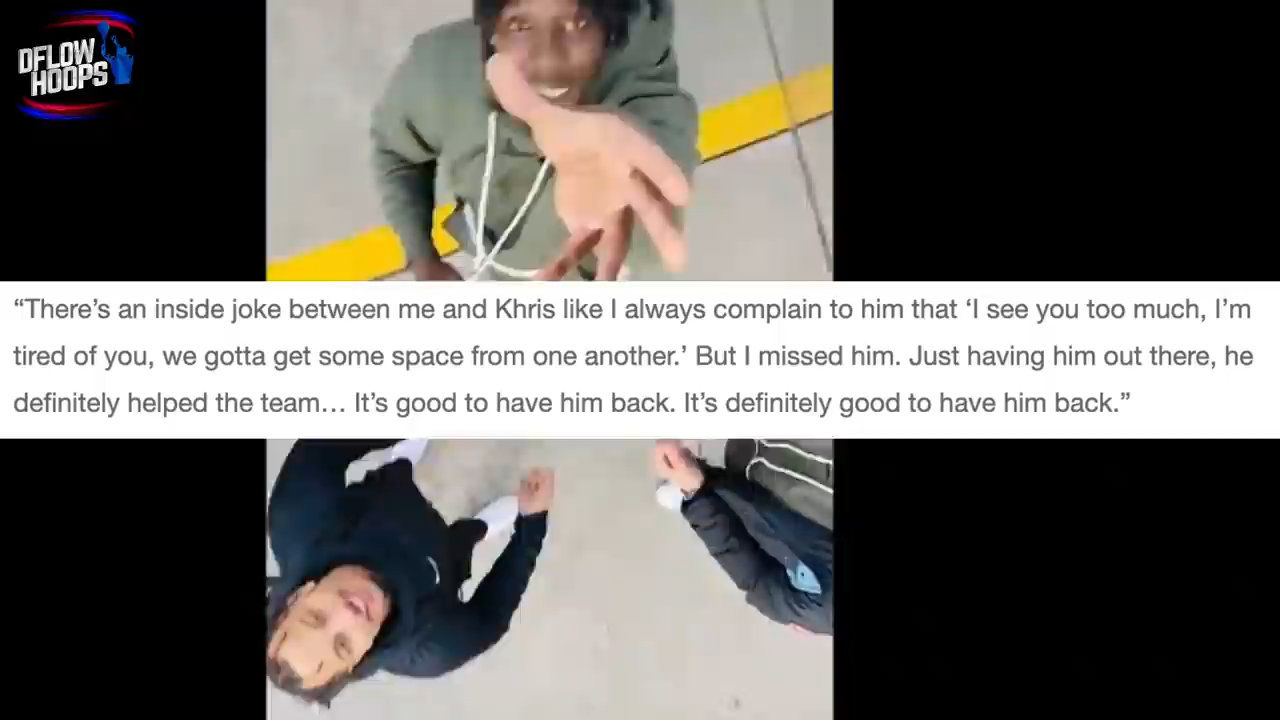 DFLOW
HOOPS
“There’s an inside joke between me and Khris like I always complain to him that ‘I see you too much, I’m
tired of you, we gotta get some space from one another.’ But I missed him. Just having him out there, he
definitely helped the team… It’s good to have him back. It’s definitely good to have him back.”